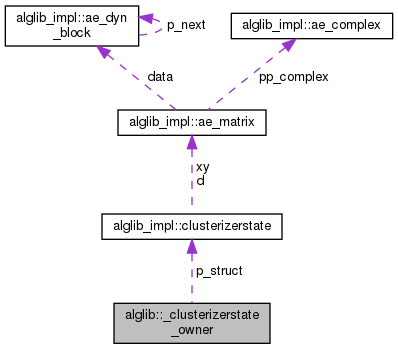 alglib_impl::ae_dyn
_block
p_next
alglib_impl::ae_complex
data
pp_complex
alglib_impl::ae_matrix
xy
d
alglib_impl::clusterizerstate
p_struct
alglib::_clusterizerstate
_owner